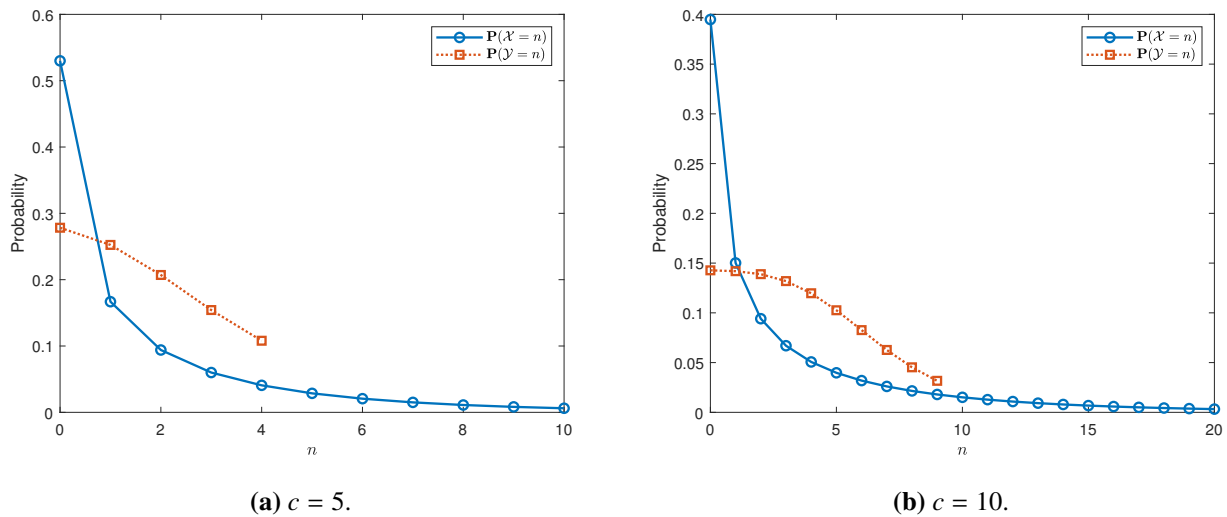 0.6
0.5
0.4
0.3
0.2
0.1
0
Probability
0
2
4
6
8
10
n
P(𝒳 = n)
P(𝒴 = n)
(a) c = 5.
0.4
0.35
0.3
0.25
0.2
0.15
0.1
0.05
0
Probability
0
5
10
15
20
n
P(𝒳 = n)
P(𝒴 = n)
(b) c = 10.